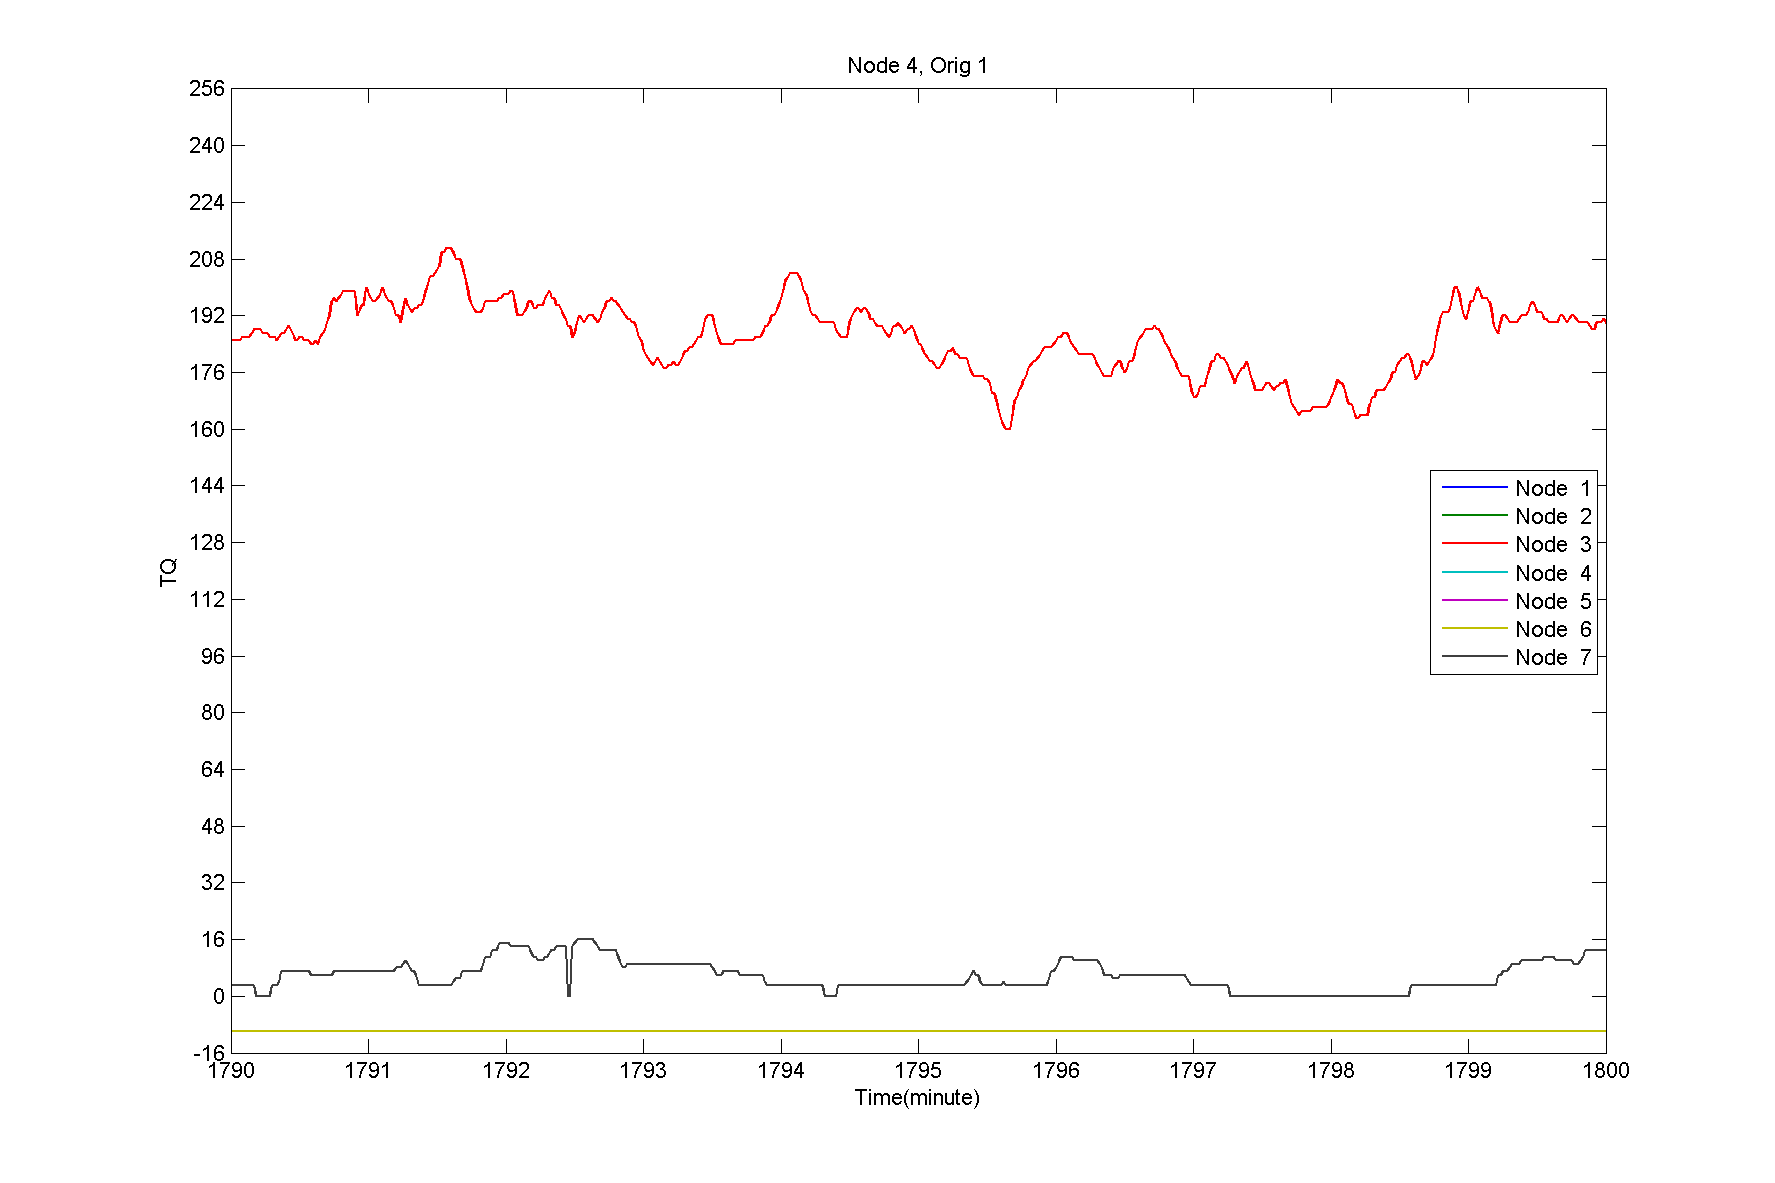 Node 4, Orig 1
256
240
224
208
192
176
160
144
128
112
96
80
64
48
32
16
0
-16
TQ
Node 1
Node 2
Node 3
Node 4
Node 5
Node 6
Node 7
1790 1791 1792 1793 1794 1795 1796 1797 1798 1799 1800
Time(minute)